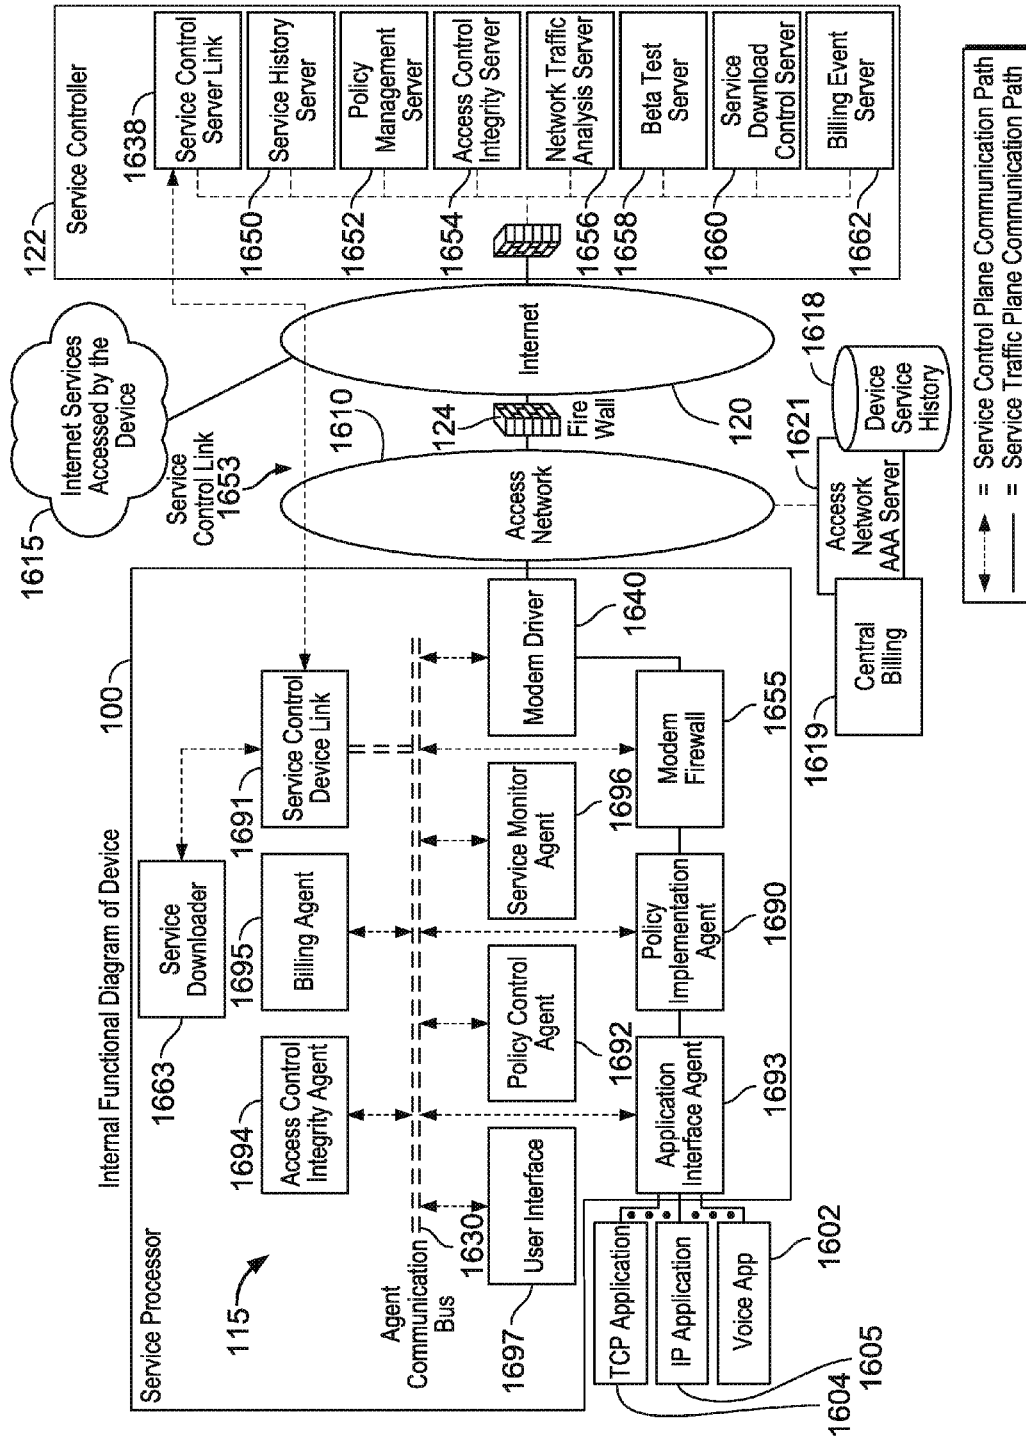 Internal Functional Diagram of Device
100
Service Processor
115
1663
Service
Downloader
1694
Access Control
Integrity Agent
1695
Billing Agent
1691
Service Control
Device Link
Agent
Communication
Bus
1630
User Interface
1697
Policy Control
Agent
1692
Service Monitor
Agent
1696
Modem Driver
1640
Application
Interface Agent
1693
Policy
Implementation
Agent
1690
Modem
Firewall
1655
TCP Application
1604
IP Application
1605
Voice App
1602
1615
Internet Services
Accessed by the
Device
Service
Control Link
1653
1610
Access
Network
124
Fire
Wall
Internet
120
Central
Billing
1619
Access
Network
AAA Server
1621
Device
Service
History
1618
122
Service Controller
1638
Service Control
Server Link
1650
Service History
Server
1652
Policy
Management
Server
1654
Access Control
Integrity Server
1656
Network Traffic
Analysis Server
1658
Beta Test
Server
1660
Service
Download
Control Server
1662
Billing Event
Server
= Service Control Plane Communication Path
= Service Traffic Plane Communication Path